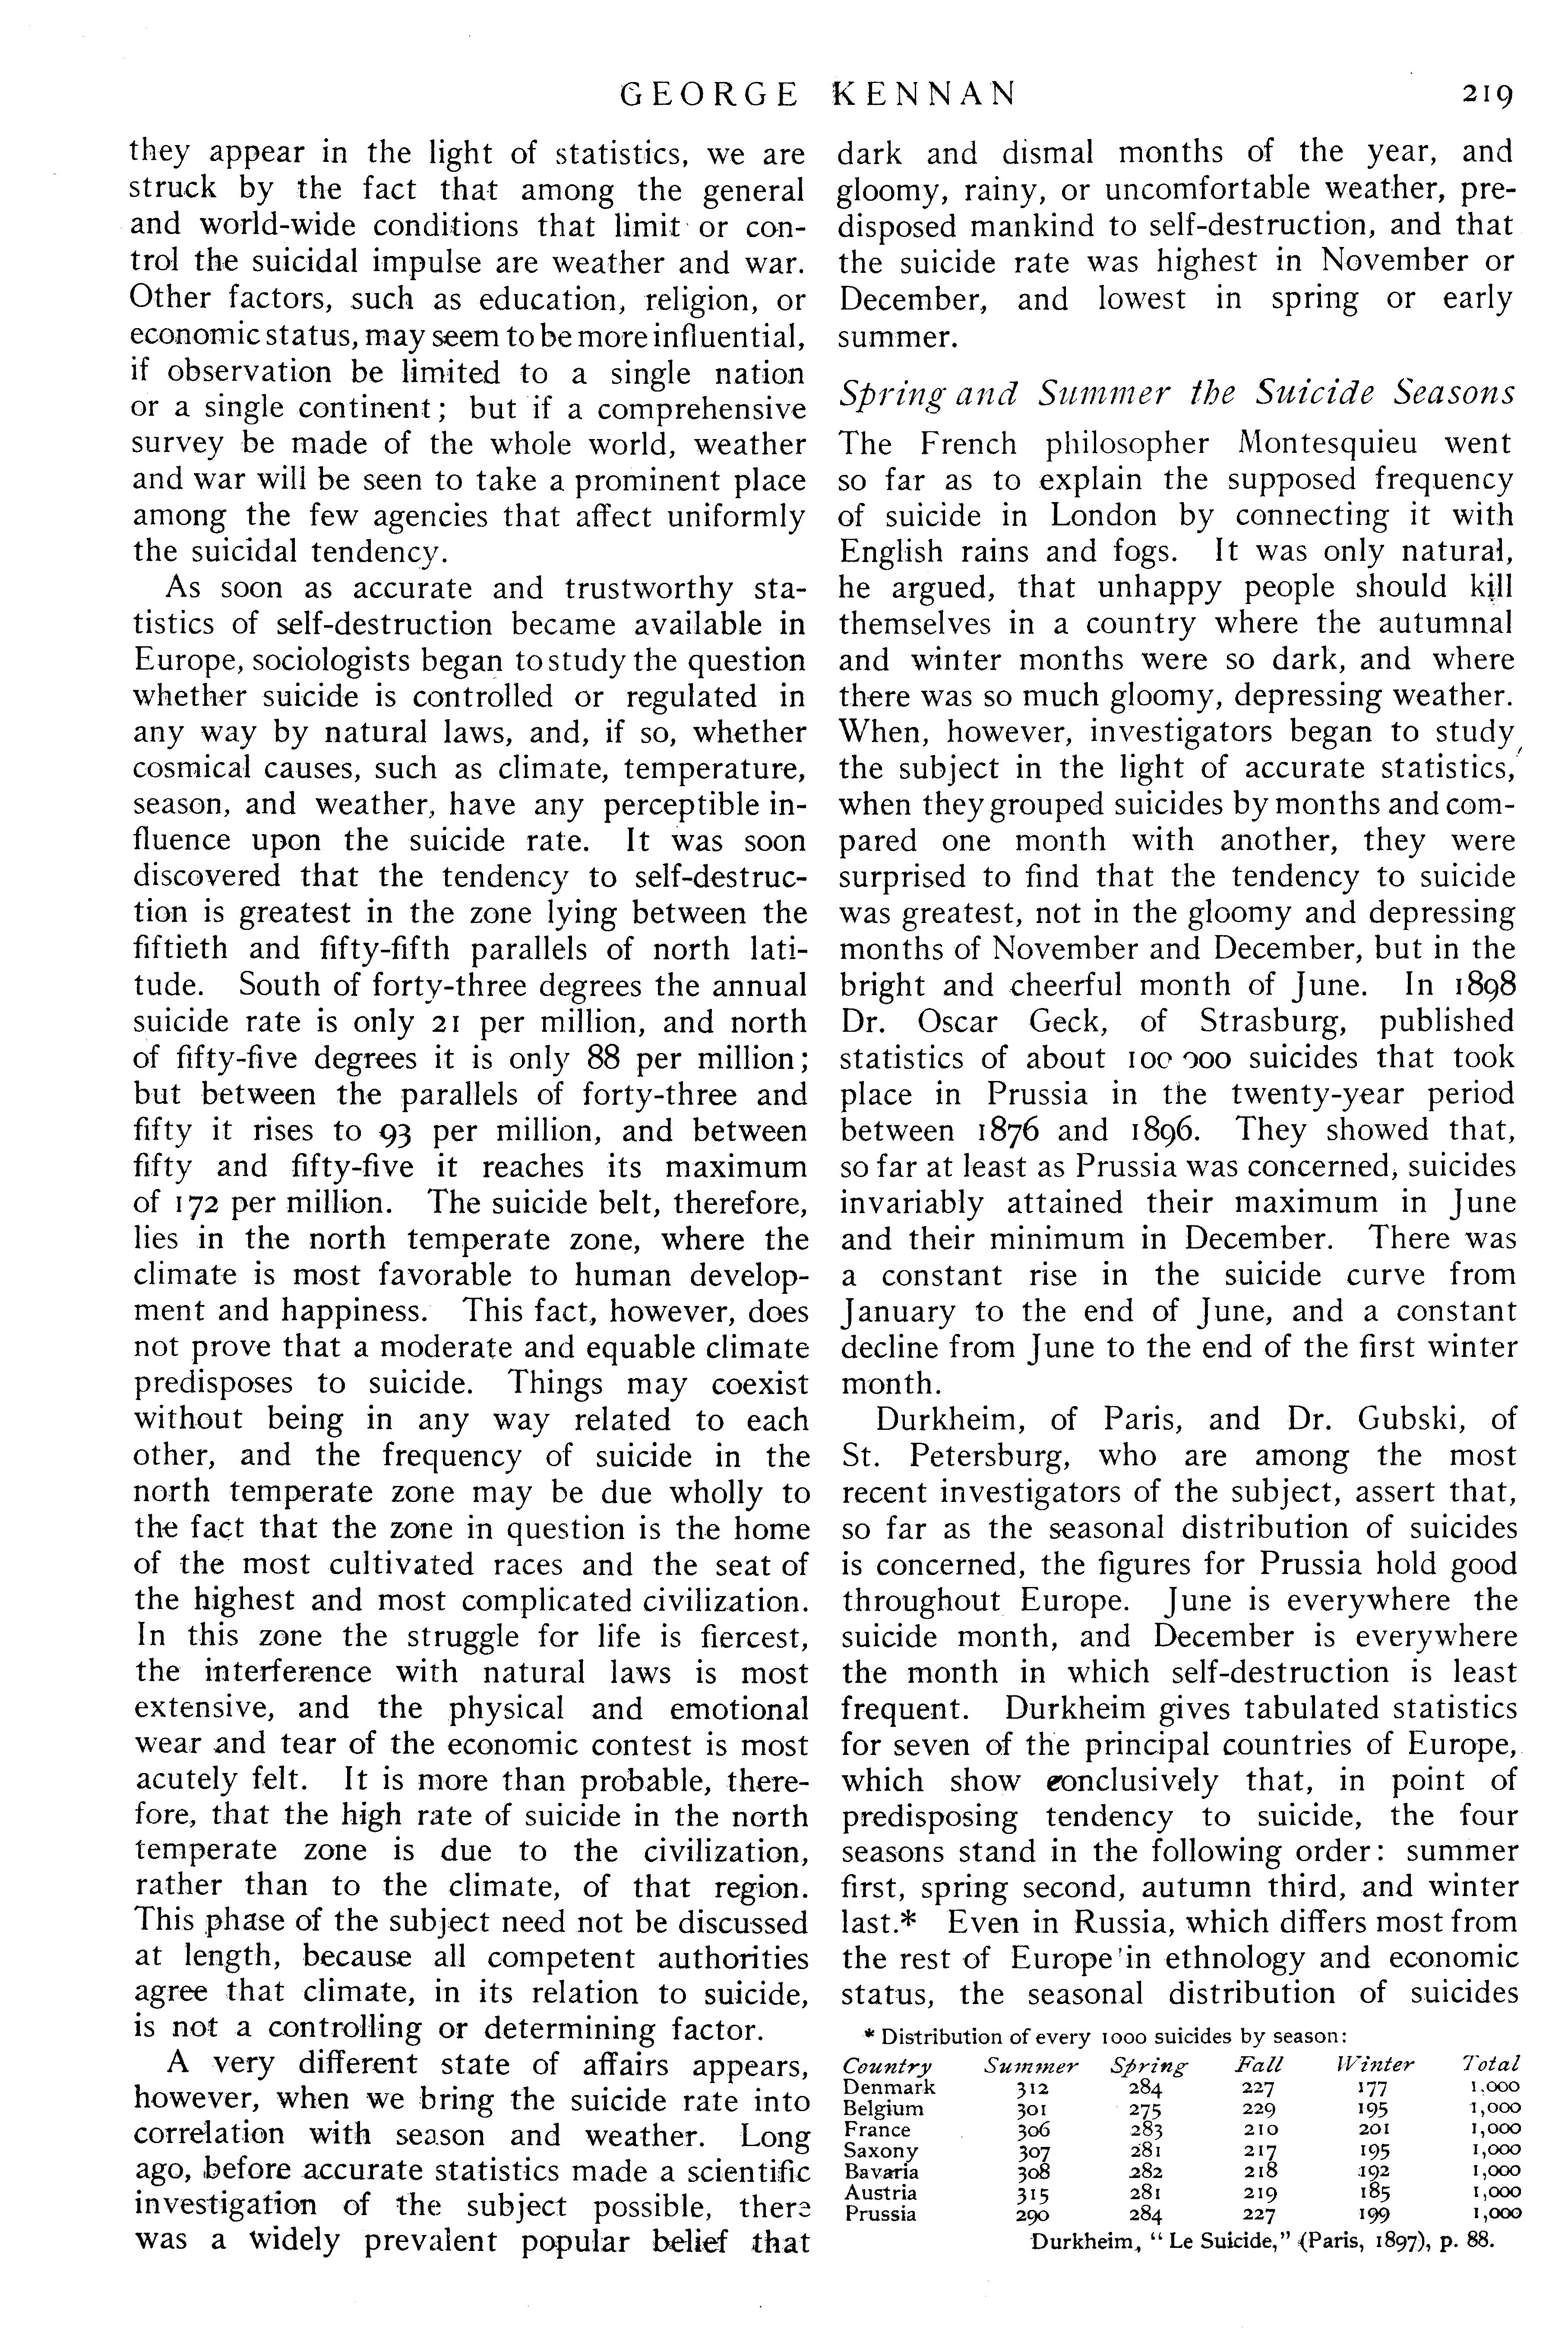 GEORGE KENNAN
219
they appear in the light of statistics, we are
struck by the fact that among the general
and world-wide conditions that limit or con-
trol the suicidal impulse are weather and war.
Other factors, such as education, religion, or
economic status, may seem to be more influential,
if observation be limited to a single nation
or a single continent; but if a comprehensive
survey be made of the whole world, weather
and war will be seen to take a prominent place
among the few agencies that affect uniformly
the suicidal tendency.
As soon as accurate and trustworthy sta-
tistics of self-destruction became available in
Europe, sociologists began to study the question
whether suicide is controlled or regulated in
any way by natural laws, and, if so, whether
cosmical causes, such as climate, temperature,
season, and weather, have any perceptible in-
fluence upon the suicide rate. It was soon
discovered that the tendency to self-destruc-
tion is greatest in the zone lying between the
fiftieth and fifty-fifth parallels of north lati-
tude. South of forty-three degrees the annual
suicide rate is only 21 per million, and north
of fifty-five degrees it is only 88 per million;
but between the parallels of forty-three and
fifty it rises to 93 per million, and between
fifty and fifty-five it reaches its maximum
of 172 per million. The suicide belt, therefore,
lies in the north temperate zone, where the
climate is most favorable to human develop-
ment and happiness. This fact, however, does
not prove that a moderate and equable climate
predisposes to suicide. Things may coexist
without being in any way related to each
other, and the frequency of suicide in the
north temperate zone may be due wholly to
the fact that the zone in question is the home
of the most cultivated races and the seat of
the highest and most complicated civilization.
In this zone the struggle for life is fiercest,
the interference with natural laws is most
extensive, and the physical and emotional
wear and tear of the economic contest is most
acutely felt. It is more than probable, there-
fore, that the high rate of suicide in the north
temperate zone is due to the civilization,
rather than to the climate, of that region.
This phase of the subject need not be discussed
at length, because all competent authorities
agree that climate, in its relation to suicide,
is not a controlling or determining factor.
A very different state of affairs appears,
however, when we bring the suicide rate into
correlation with season and weather. Long
ago, before accurate statistics made a scientific
investigation of the subject possible, there
was a widely prevalent popular belief that
dark and dismal months of the year, and
gloomy, rainy, or uncomfortable weather, pre-
disposed mankind to self-destruction, and that
the suicide rate was highest in November or
December, and lowest in spring or early
summer.
Spring and Summer the Suicide Seasons
The French philosopher Montesquieu went
so far as to explain the supposed frequency
of suicide in London by connecting it with
English rains and fogs. It was only natural,
he argued, that unhappy people should kill
themselves in a country where the autumnal
and winter months were so dark, and where
there was so much gloomy, depressing weather.
When, however, investigators began to study
the subject in the light of accurate statistics,
when they grouped suicides by months and com-
pared one month with another, they were
surprised to find that the tendency to suicide
was greatest, not in the gloomy and depressing
months of November and December, but in the
bright and cheerful month of June. In 1898
Dr. Oscar Geck, of Strasburg, published
statistics of about 100 000 suicides that took
place in Prussia in the twenty-year period
between 1876 and 1896. They showed that,
so far at least as Prussia was concerned, suicides
invariably attained their maximum in June
and their minimum in December. There was
a constant rise in the suicide curve from
January to the end of June, and a constant
decline from June to the end of the first winter
month.
Durkheim, of Paris, and Dr. Gubski, of
St. Petersburg, who are among the most
recent investigators of the subject, assert that,
so far as the seasonal distribution of suicides
is concerned, the figures for Prussia hold good
throughout Europe. June is everywhere the
suicide month, and December is everywhere
the month in which self-destruction is least
frequent. Durkheim gives tabulated statistics
for seven of the principal countries of Europe,
which show conclusively that, in point of
predisposing tendency to suicide, the four
seasons stand in the following order: summer
first, spring second, autumn third, and winter
last.* Even in Russia, which differs most from
the rest of Europe in ethnology and economic
status, the seasonal distribution of suicides
* Distribution of every 1000 suicides by season:
Country Summer Spring Fall Winter Total
Denmark 312 284 227 177 1,000
Belgium 301 275 229 195 1,000
France 306 283 210 201 1,000
Saxony 307 281 217 195 1,000
Bavaria 308 282 218 192 1,000
Austria 315 281 219 185 1,000
Prussia 290 284 227 199 1,000
Durkheim, "Le Suicide," (Paris, 1897), p. 88.